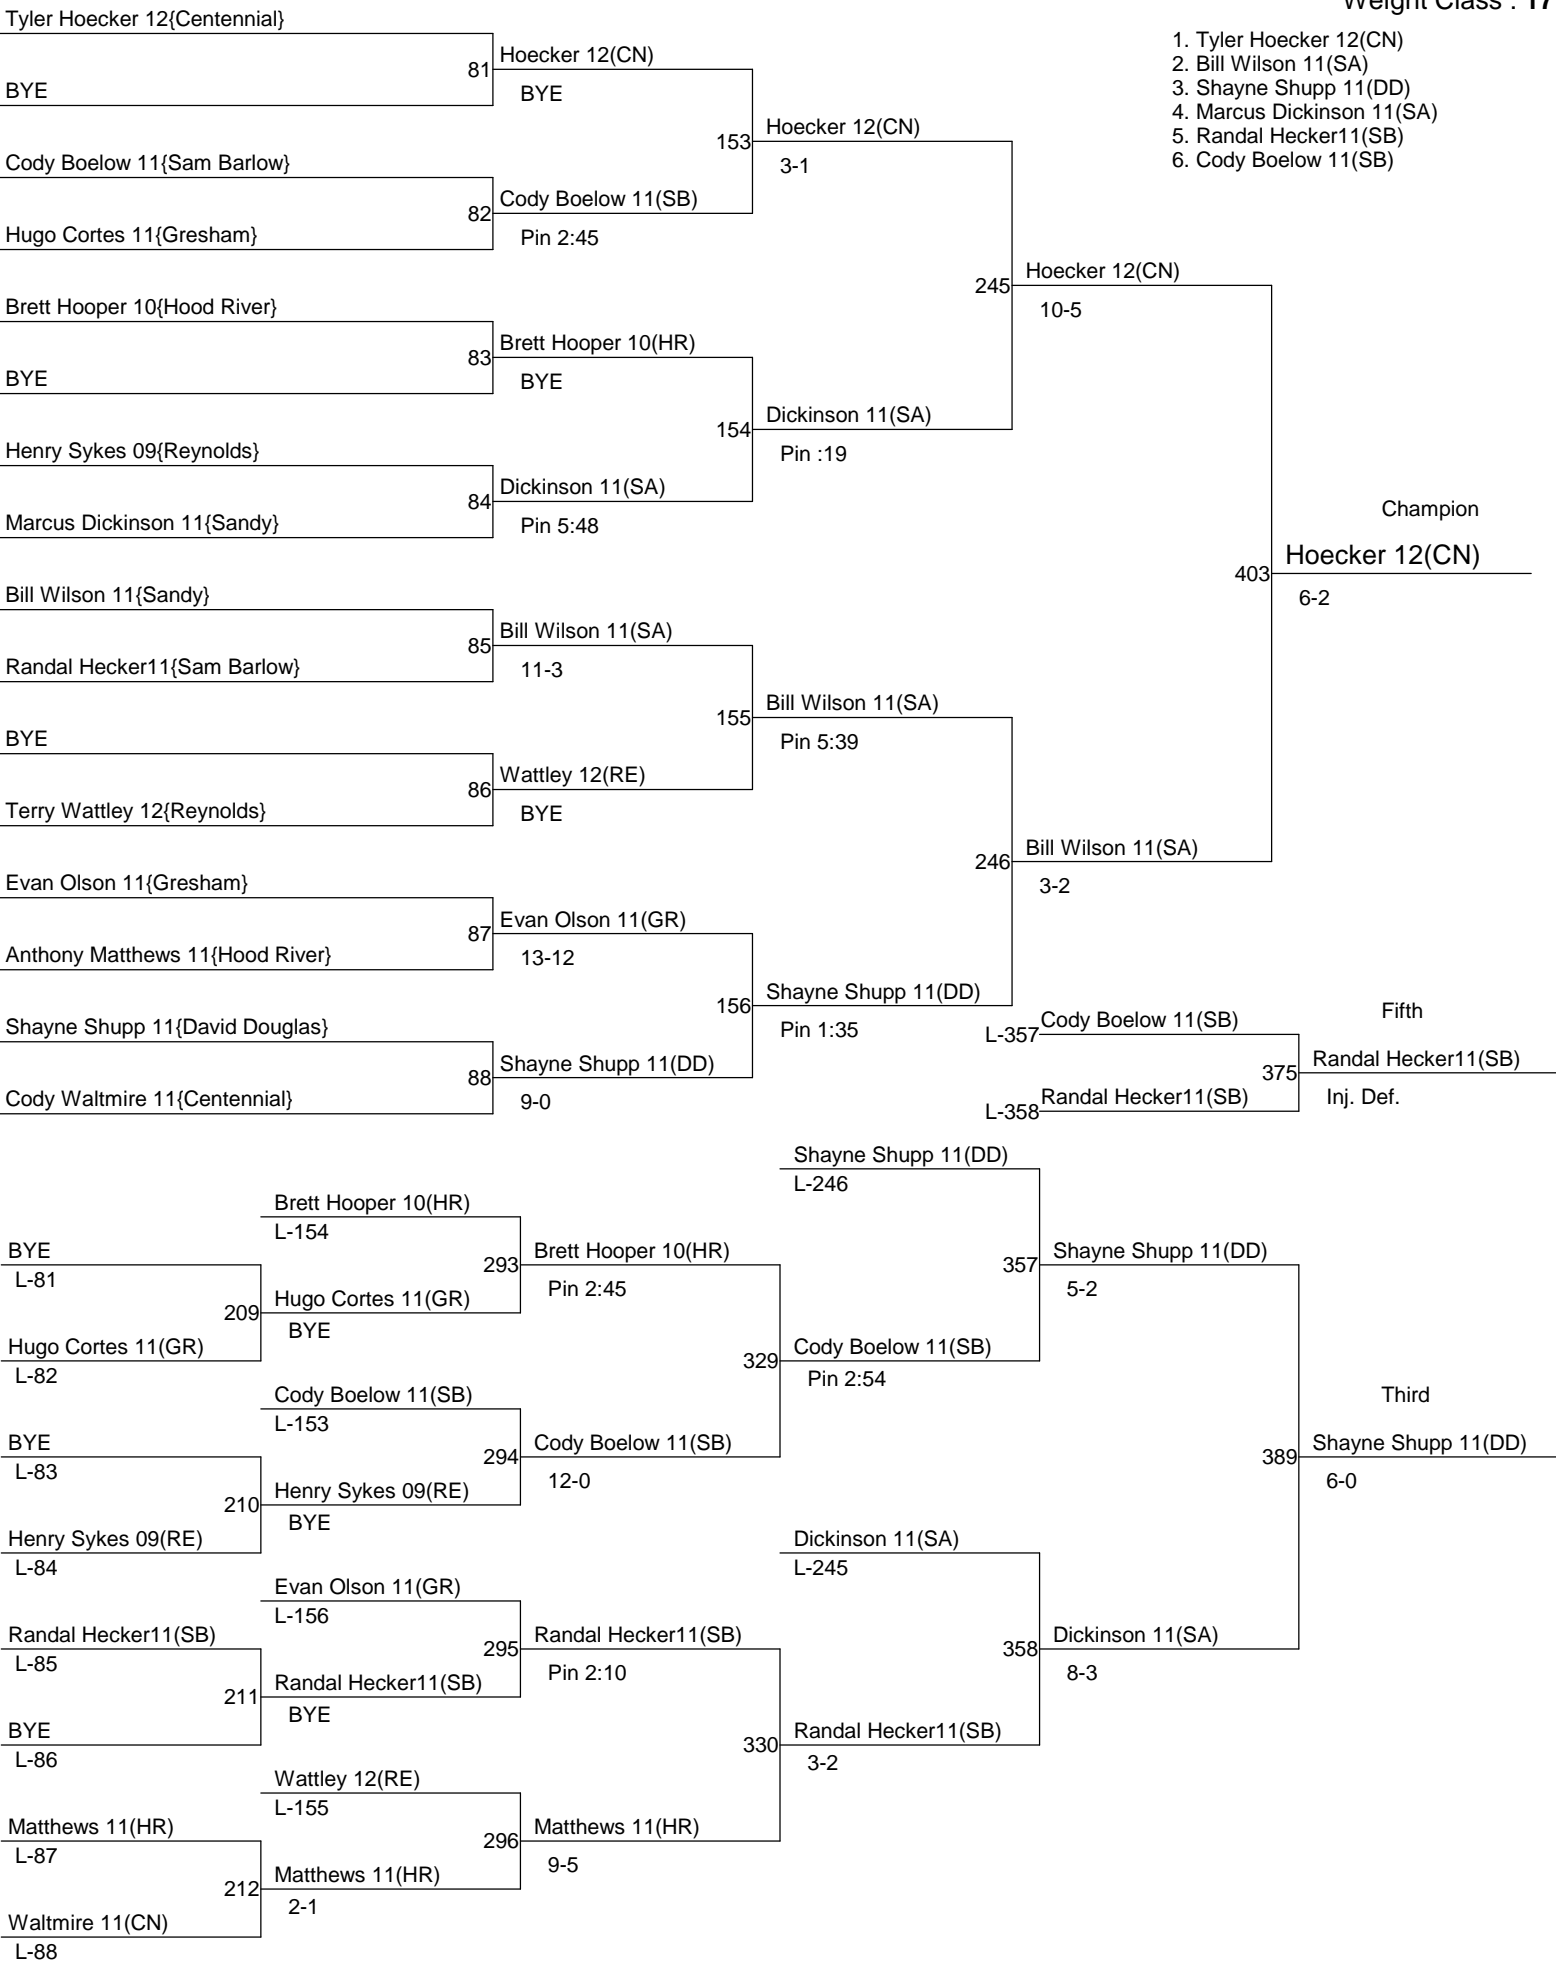 Weight Class : 17
1. Tyler Hoecker 12(CN)
2. Bill Wilson 11(SA)
3. Shayne Shupp 11(DD)
4. Marcus Dickinson 11(SA)
5. Randal Hecker11(SB)
6. Cody Boelow 11(SB)
Tyler Hoecker 12{Centennial}
BYE
81
Hoecker 12(CN)
BYE
Cody Boelow 11{Sam Barlow}
Hugo Cortes 11{Gresham}
82
Cody Boelow 11(SB)
Pin 2:45
153
Hoecker 12(CN)
3-1
Brett Hooper 10{Hood River}
BYE
83
Brett Hooper 10(HR)
BYE
Henry Sykes 09{Reynolds}
Marcus Dickinson 11{Sandy}
84
Dickinson 11(SA)
Pin 5:48
154
Dickinson 11(SA)
Pin :19
245
Hoecker 12(CN)
10-5
Bill Wilson 11{Sandy}
Randal Hecker11{Sam Barlow}
85
Bill Wilson 11(SA)
11-3
BYE
Terry Wattley 12{Reynolds}
86
Wattley 12(RE)
BYE
155
Bill Wilson 11(SA)
Pin 5:39
Evan Olson 11{Gresham}
Anthony Matthews 11{Hood River}
87
Evan Olson 11(GR)
13-12
Shayne Shupp 11{David Douglas}
Cody Waltmire 11{Centennial}
88
Shayne Shupp 11(DD)
9-0
156
Shayne Shupp 11(DD)
Pin 1:35
246
Bill Wilson 11(SA)
3-2
Champion
403
Hoecker 12(CN)
6-2
Fifth
L-357
Cody Boelow 11(SB)
L-358
Randal Hecker11(SB)
375
Randal Hecker11(SB)
Inj. Def.
BYE
L-81
Hugo Cortes 11(GR)
L-82
209
Brett Hooper 10(HR)
L-154
Hugo Cortes 11(GR)
BYE
293
Brett Hooper 10(HR)
Pin 2:45
BYE
L-83
Henry Sykes 09(RE)
L-84
210
Cody Boelow 11(SB)
L-153
Henry Sykes 09(RE)
BYE
294
Cody Boelow 11(SB)
12-0
329
Cody Boelow 11(SB)
Pin 2:54
Shayne Shupp 11(DD)
L-246
357
Shayne Shupp 11(DD)
5-2
Randal Hecker11(SB)
L-85
BYE
L-86
211
Evan Olson 11(GR)
L-156
Randal Hecker11(SB)
BYE
295
Randal Hecker11(SB)
Pin 2:10
Matthews 11(HR)
L-87
Waltmire 11(CN)
L-88
212
Wattley 12(RE)
L-155
Matthews 11(HR)
2-1
296
Matthews 11(HR)
9-5
330
Randal Hecker11(SB)
3-2
Dickinson 11(SA)
L-245
358
Dickinson 11(SA)
8-3
Third
389
Shayne Shupp 11(DD)
6-0